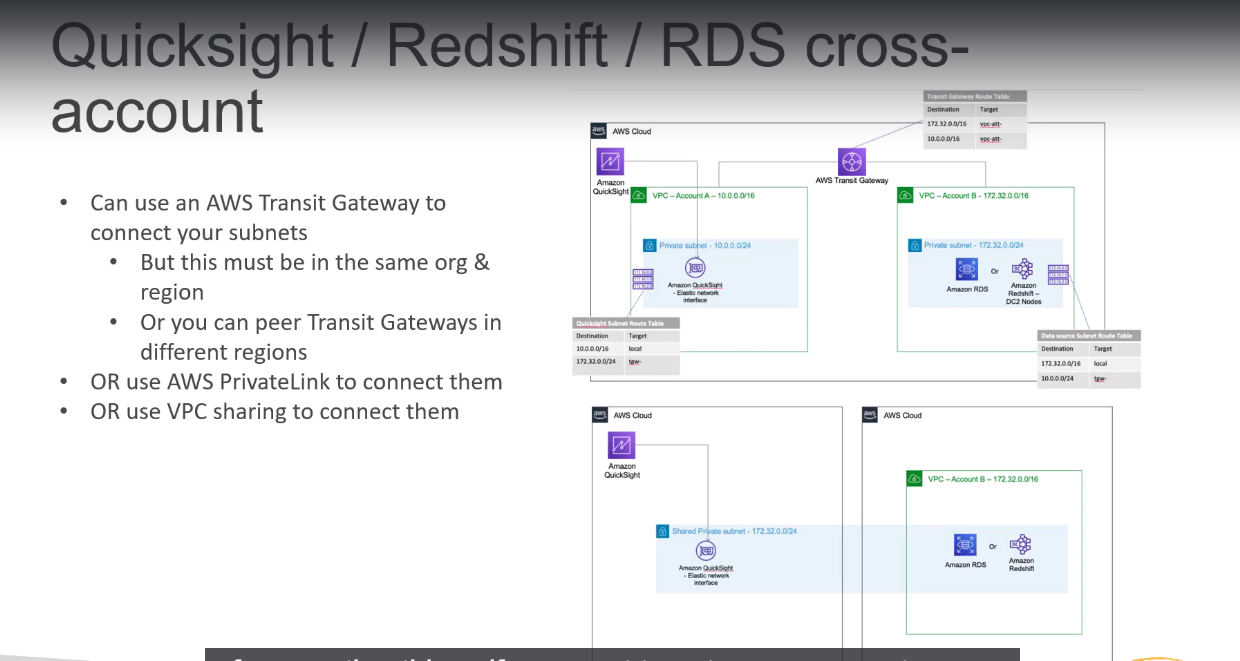 Quicksight / Redshift / RDS cross-
account
• Can use an AWS Transit Gateway to
connect your subnets
• But this must be in the same org &
region
• Or you can peer Transit Gateways in
different regions
• OR use AWS PrivateLink to connect them
• OR use VPC sharing to connect them
Transit Gateway Route Table
Destination Target
172.32.0.0/16 vpc-att-
10.0.0.0/16 vpc-att-
aws AWS Cloud
Amazon
QuickSight
AWS Transit Gateway
VPC – Account A – 10.0.0.0/16
VPC – Account B - 172.32.0.0/16
Private subnet - 10.0.0.0/24
Private subnet - 172.32.0.0/24
Amazon QuickSight
- Elastic network
interface
Amazon RDS
Or
Amazon
Redshift –
DC2 Nodes
Quicksight Subnet Route Table
Destination Target
10.0.0.0/16 local
172.32.0.0/24 tgw-
Data source Subnet Route Table
Destination Target
172.32.0.0/16 local
10.0.0.0/24 tgw-
aws AWS Cloud
Amazon
QuickSight
Shared Private subnet - 172.32.0.0/24
Amazon QuickSight
- Elastic network
interface
aws AWS Cloud
VPC – Account B – 172.32.0.0/16
Amazon RDS
Or
Amazon
Redshift